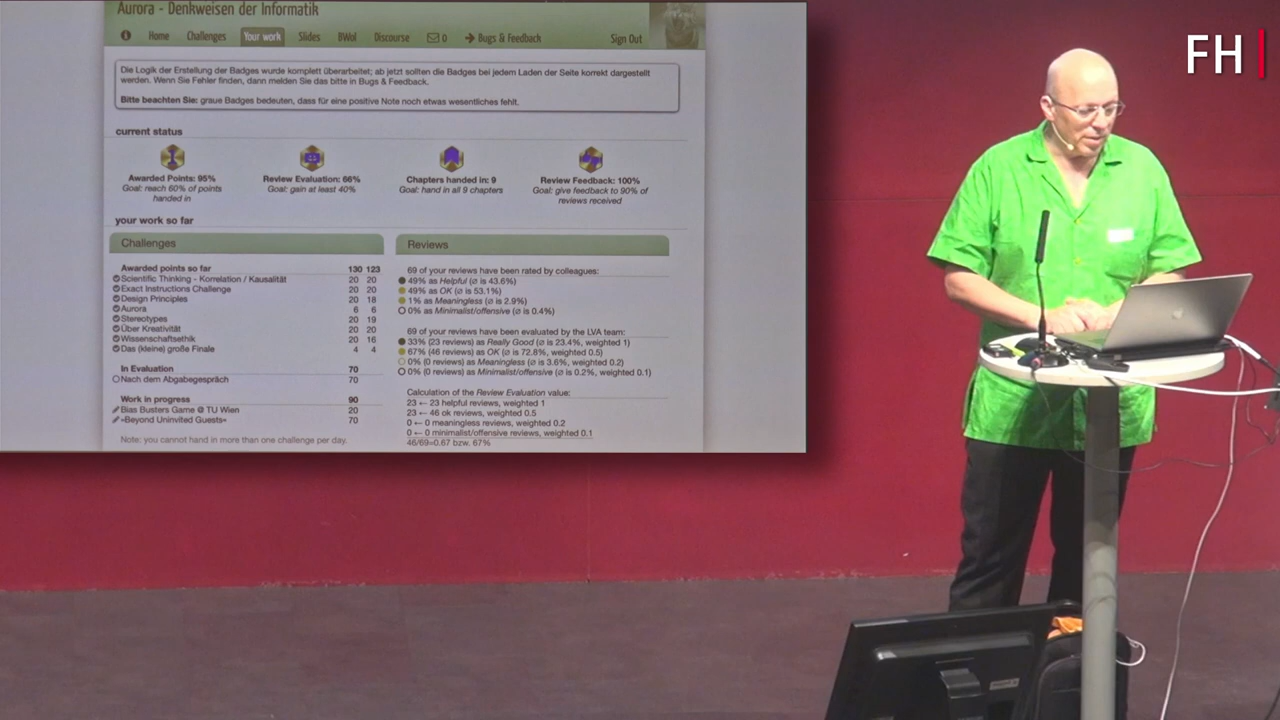 Aurora - Denkweisen der Informatik
Home Challenges Your work Slides BWol Discourse 0 Bugs & Feedback Sign Out
FH
Die Logik der Erstellung der Badges wurde komplett überarbeitet; ab jetzt sollten die Badges bei jedem Laden der Seite korrekt dargestellt
werden. Wenn Sie Fehler finden, dann melden Sie das bitte in Bugs & Feedback.
Bitte beachten Sie: graue Badges bedeuten, dass für eine positive Note noch etwas wesentliches fehlt.
current status
Awarded Points: 95%
Goal: reach 60% of points
handed in
Review Evaluation: 66%
Goal: gain at least 40%
Chapters handed in: 9
Goal: hand in all 9 chapters
Review Feedback: 100%
Goal: give feedback to 90% of
reviews received
your work so far
Challenges
Awarded points so far 130 123
Scientific Thinking - Korrelation / Kausalität 20 20
Exact Instructions Challenge 20 20
Design Principles 20 18
Aurora 6 6
Stereotypes 20 19
Über Kreativität 20 20
Wissenschaftsethik 20 16
Das (kleine) große Finale 4 4
In Evaluation 70
Nach dem Abgabegespräch 70
Work in progress 90
Bias Busters Game @ TU Wien 20
»Beyond Uninvited Guests« 70
Note: you cannot hand in more than one challenge per day.
Reviews
69 of your reviews have been rated by colleagues:
49% as Helpful (ø is 43.6%)
49% as OK (ø is 53.1%)
1% as Meaningless (ø is 2.9%)
0% as Minimalist/offensive (ø is 0.4%)
69 of your reviews have been evaluated by the LVA team:
33% (23 reviews) as Really Good (ø is 23.4%, weighted 1)
67% (46 reviews) as OK (ø is 72.8%, weighted 0.5)
0% (0 reviews) as Meaningless (ø is 3.6%, weighted 0.2)
0% (0 reviews) as Minimalist/offensive (ø is 0.2%, weighted 0.1)
Calculation of the Review Evaluation value:
23 ← 23 helpful reviews, weighted 1
23 ← 46 ok reviews, weighted 0.5
0 ← 0 meaningless reviews, weighted 0.2
0 ← 0 minimalist/offensive reviews, weighted 0.1
46/69=0.67 bzw. 67%